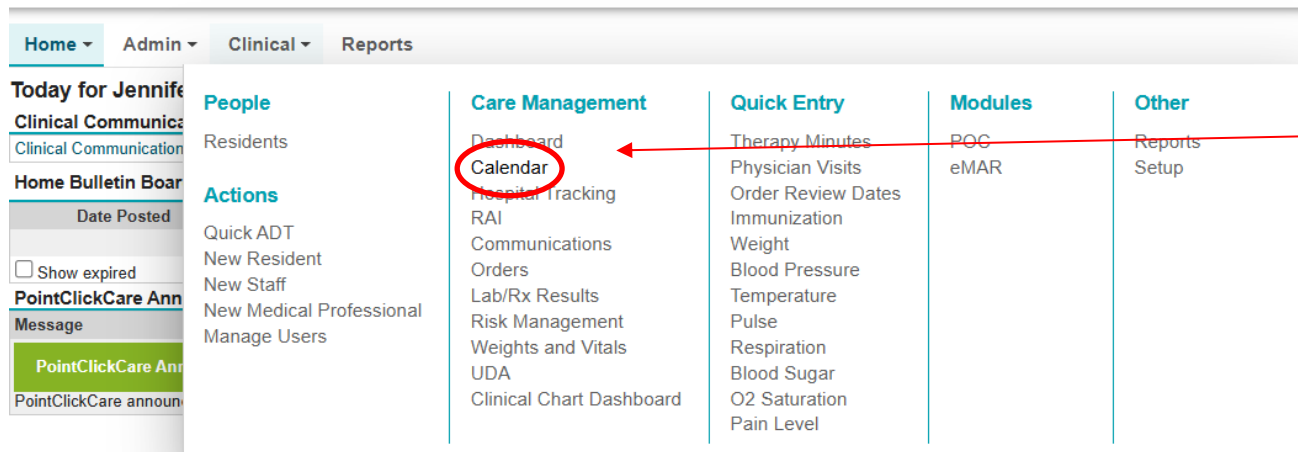 Home Admin Clinical Reports
Today for Jennife
Clinical Communica
Clinical Communication
Home Bulletin Boar
Date Posted
Show expired
PointClickCare Ann
Message
PointClickCare Ann
PointClickCare announ
People
Residents
Actions
Quick ADT
New Resident
New Staff
New Medical Professional
Manage Users
Care Management
Dashboard
Calendar
Hospital Tracking
RAI
Communications
Orders
Lab/Rx Results
Risk Management
Weights and Vitals
UDA
Clinical Chart Dashboard
Quick Entry
Therapy Minutes
Physician Visits
Order Review Dates
Immunization
Weight
Blood Pressure
Temperature
Pulse
Respiration
Blood Sugar
O2 Saturation
Pain Level
Modules
POC
eMAR
Other
Reports
Setup